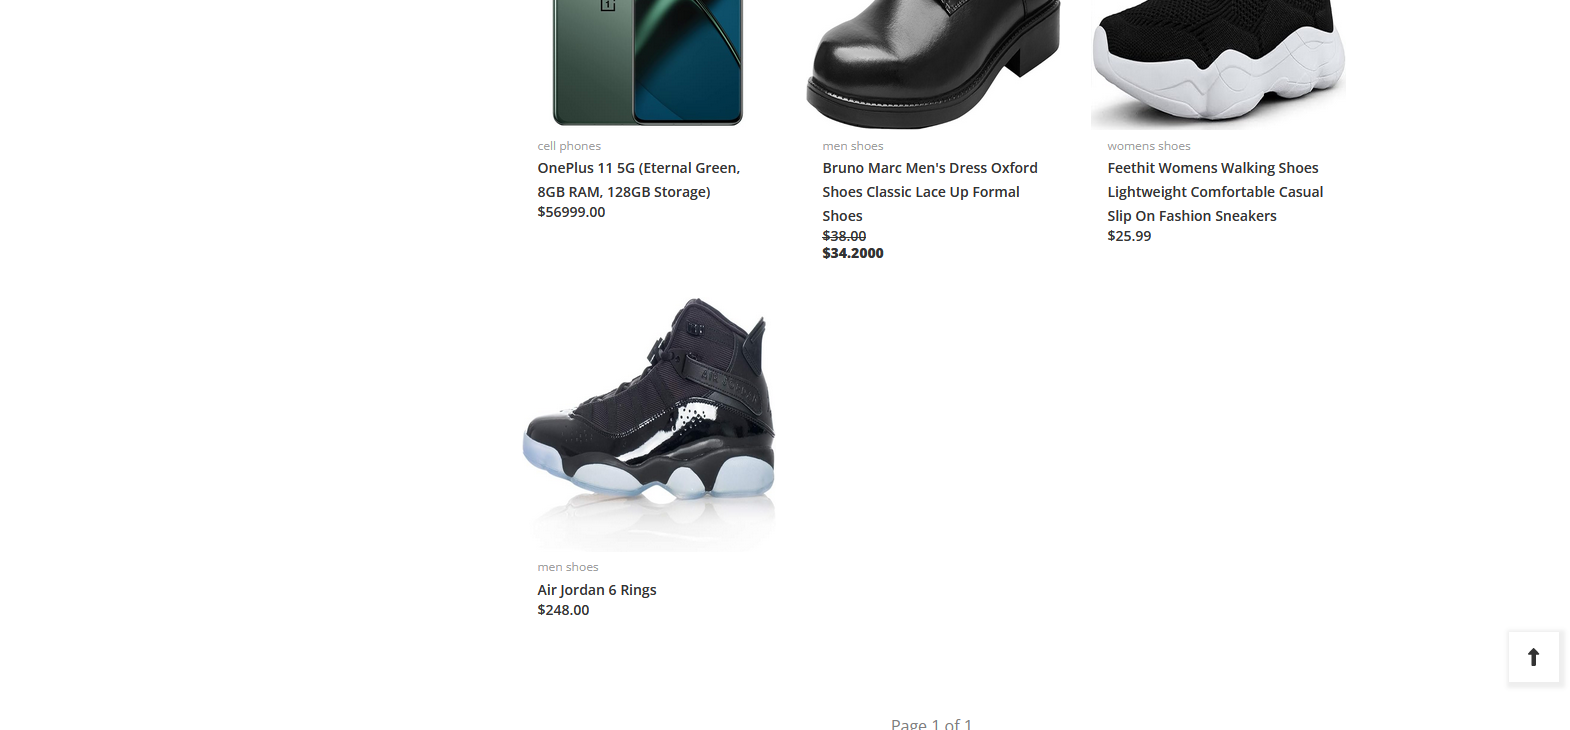 cell phones
OnePlus 11 5G (Eternal Green,
8GB RAM, 128GB Storage)
$56999.00
men shoes
Bruno Marc Men's Dress Oxford
Shoes Classic Lace Up Formal
Shoes
$38.00
$34.2000
womens shoes
Feethit Womens Walking Shoes
Lightweight Comfortable Casual
Slip On Fashion Sneakers
$25.99
men shoes
Air Jordan 6 Rings
$248.00
Page 1 of 1